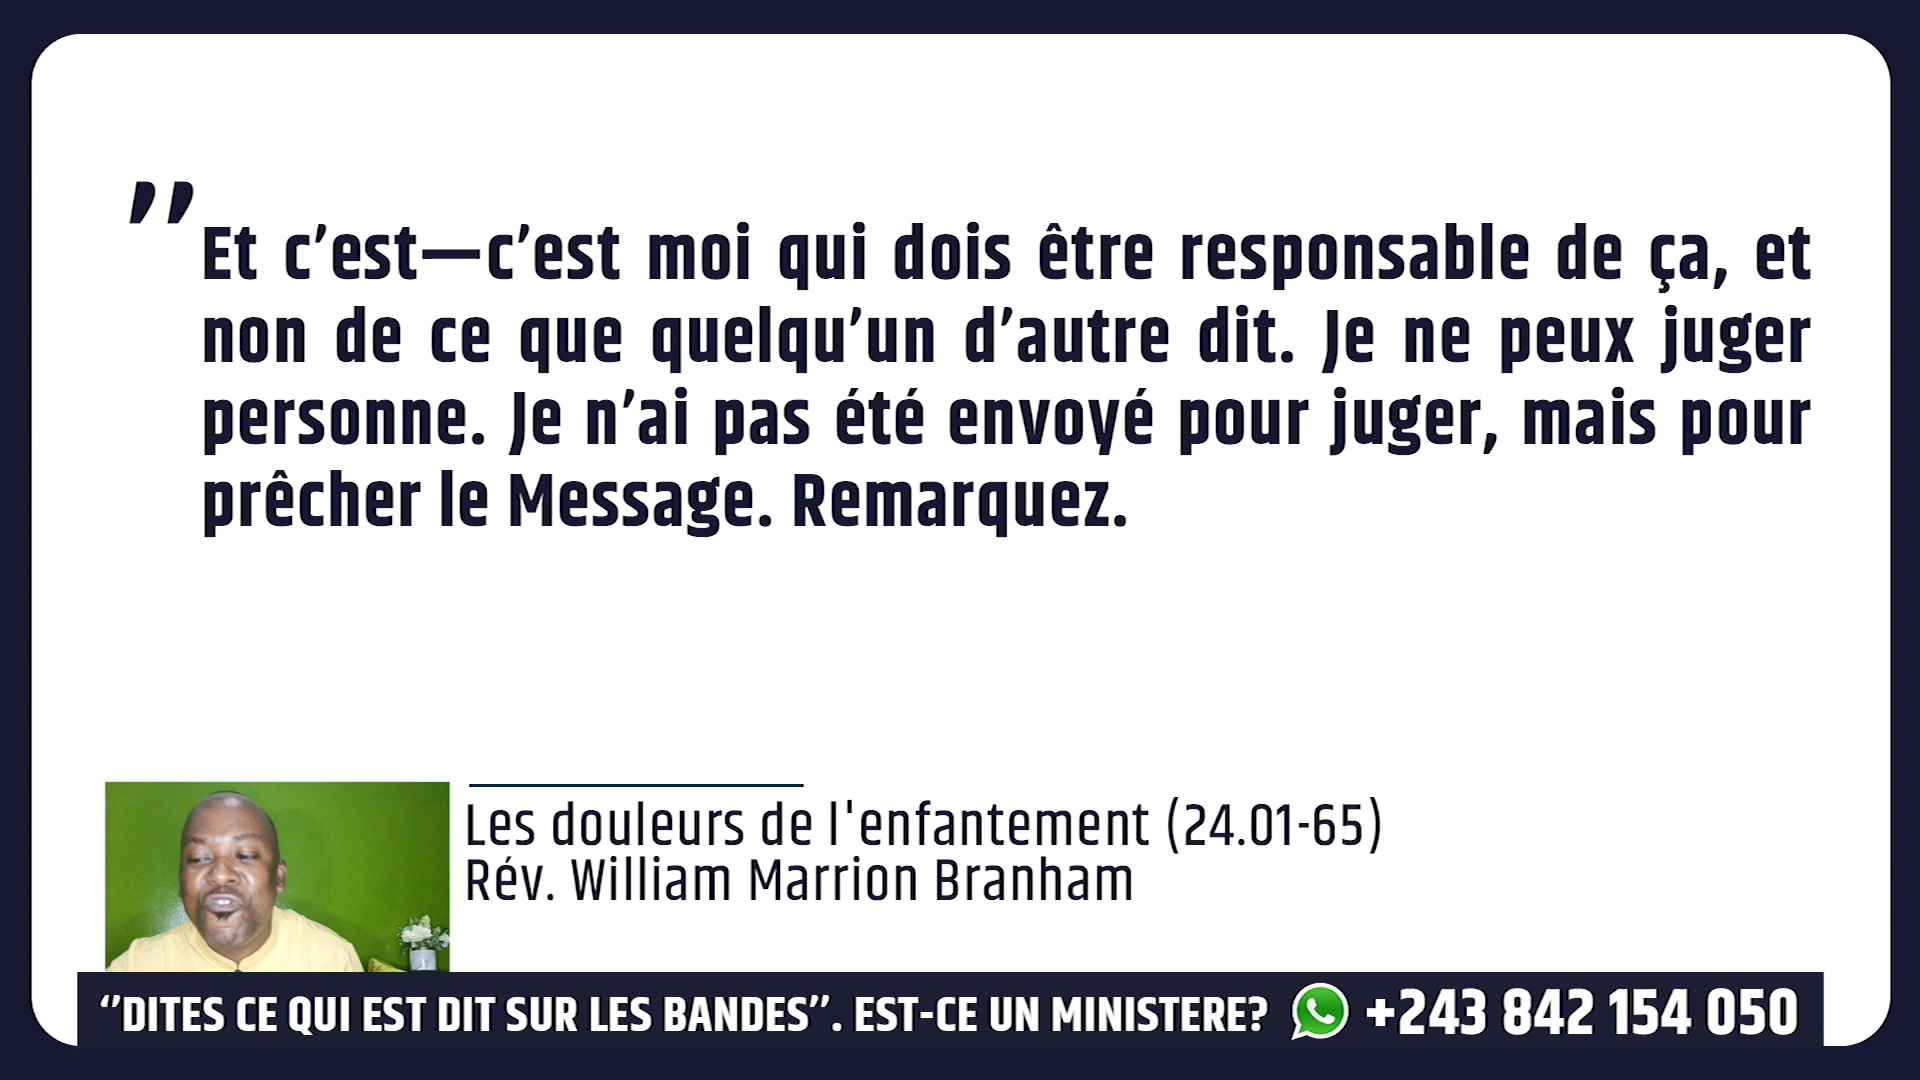 ’’
Et c’est—c’est moi qui dois être responsable de ça, et
non de ce que quelqu’un d’autre dit. Je ne peux juger
personne. Je n’ai pas été envoyé pour juger, mais pour
prêcher le Message. Remarquez.
Les douleurs de l'enfantement (24.01-65)
Rév. William Marrion Branham
‘’DITES CE QUI EST DIT SUR LES BANDES’’. EST-CE UN MINISTERE? +243 842 154 050